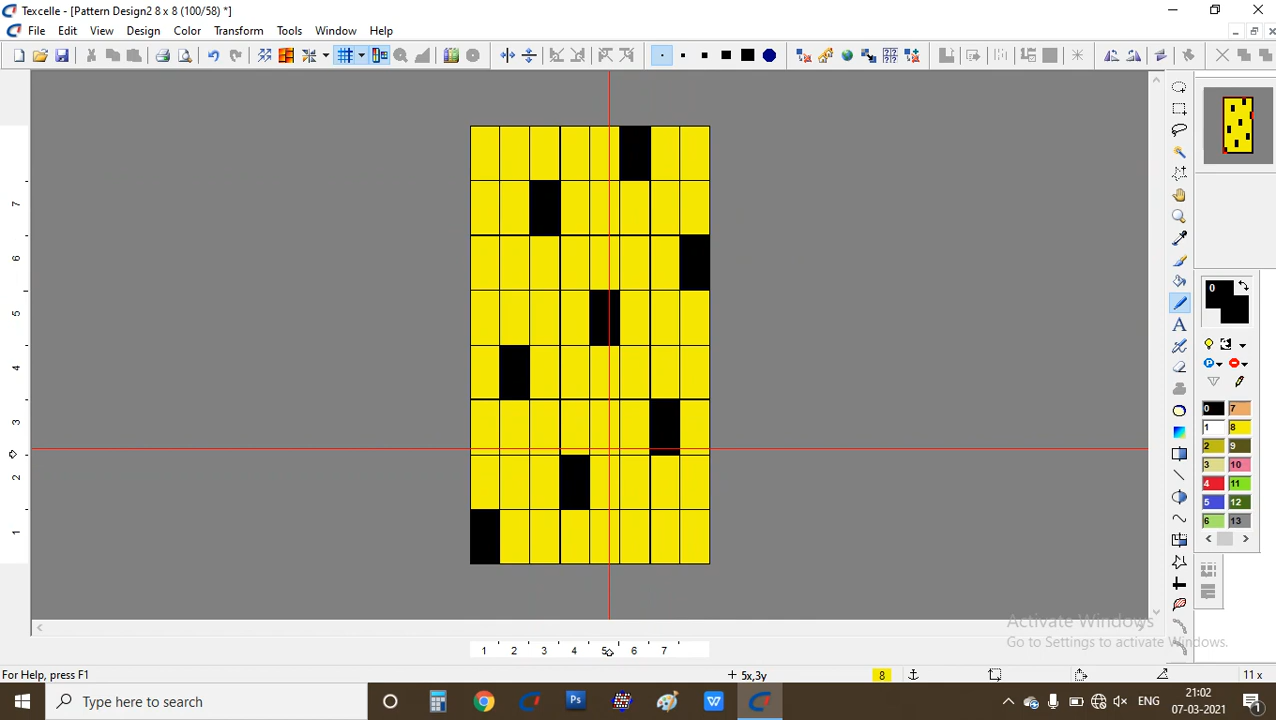 Texcelle - [Pattern Design2 8 x 8 (100/58) *]
File Edit View Design Color Transform Tools Window Help
7
6
5
4
3
2
1
1 2 3 4 5 6 7
0
0 7
1 8
2 9
3 10
4 11
5 12
6 13
Activate Windows
Go to Settings to activate Windows.
For Help, press F1
5x,3y
8
11 x
Type here to search
Ps
W
ENG
21:02
07-03-2021
1